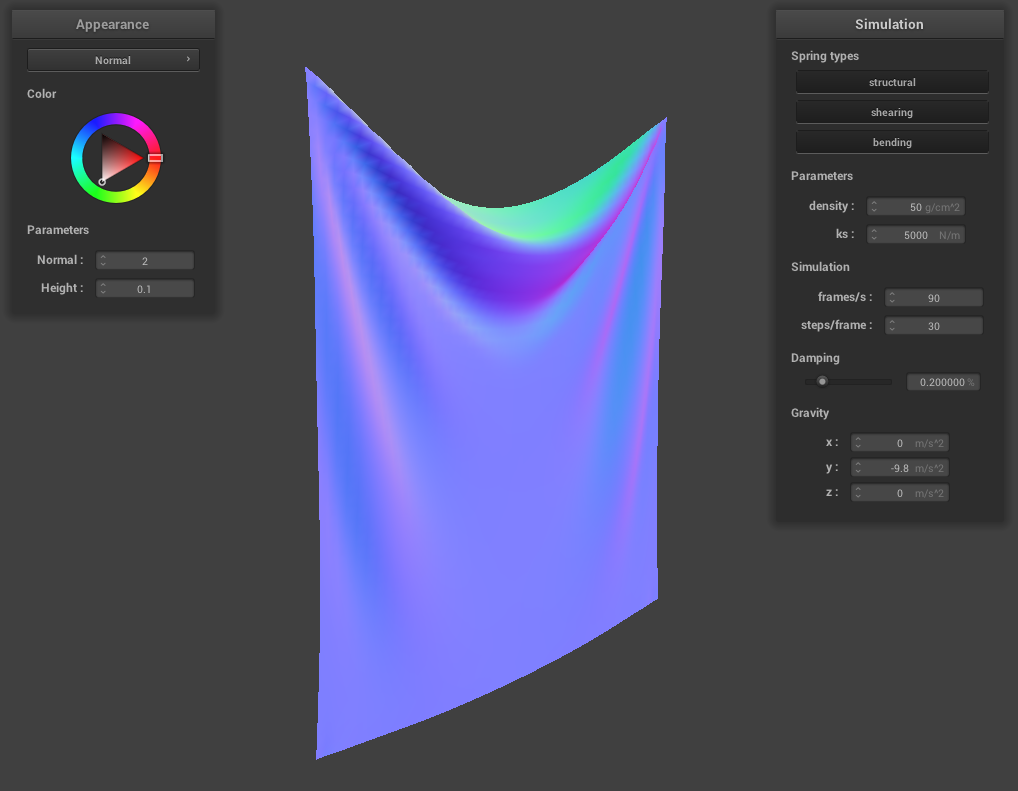 Appearance
Normal ›
Color
Parameters
Normal : 2
Height : 0.1
Simulation
Spring types
structural
shearing
bending
Parameters
density : 50 g/cm^2
ks : 5000 N/m
Simulation
frames/s : 90
steps/frame : 30
Damping
0.200000 %
Gravity
x : 0 m/s^2
y : -9.8 m/s^2
z : 0 m/s^2